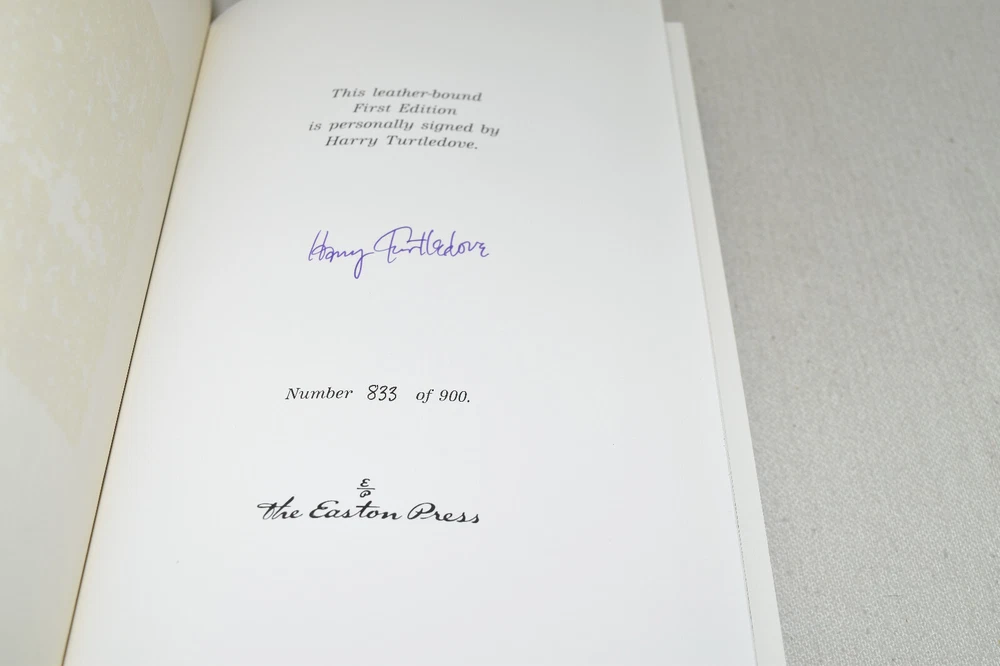 This leather-bound
First Edition
is personally signed by
Harry Turtledove.
Harry Turtledove
Number 833 of 900.
E
P
the Easton Press